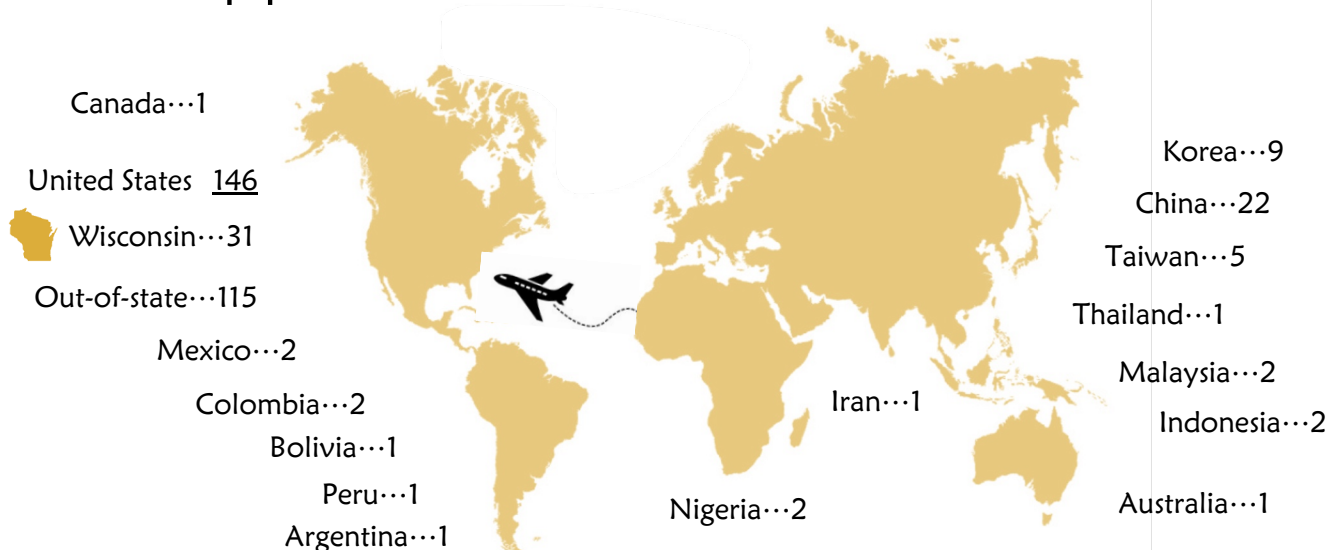 Canada···1
United States 146
Wisconsin···31
Out-of-state···115
Mexico···2
Colombia···2
Bolivia···1
Peru···1
Argentina···1
Nigeria···2
Iran···1
Korea···9
China···22
Taiwan···5
Thailand···1
Malaysia···2
Indonesia···2
Australia···1